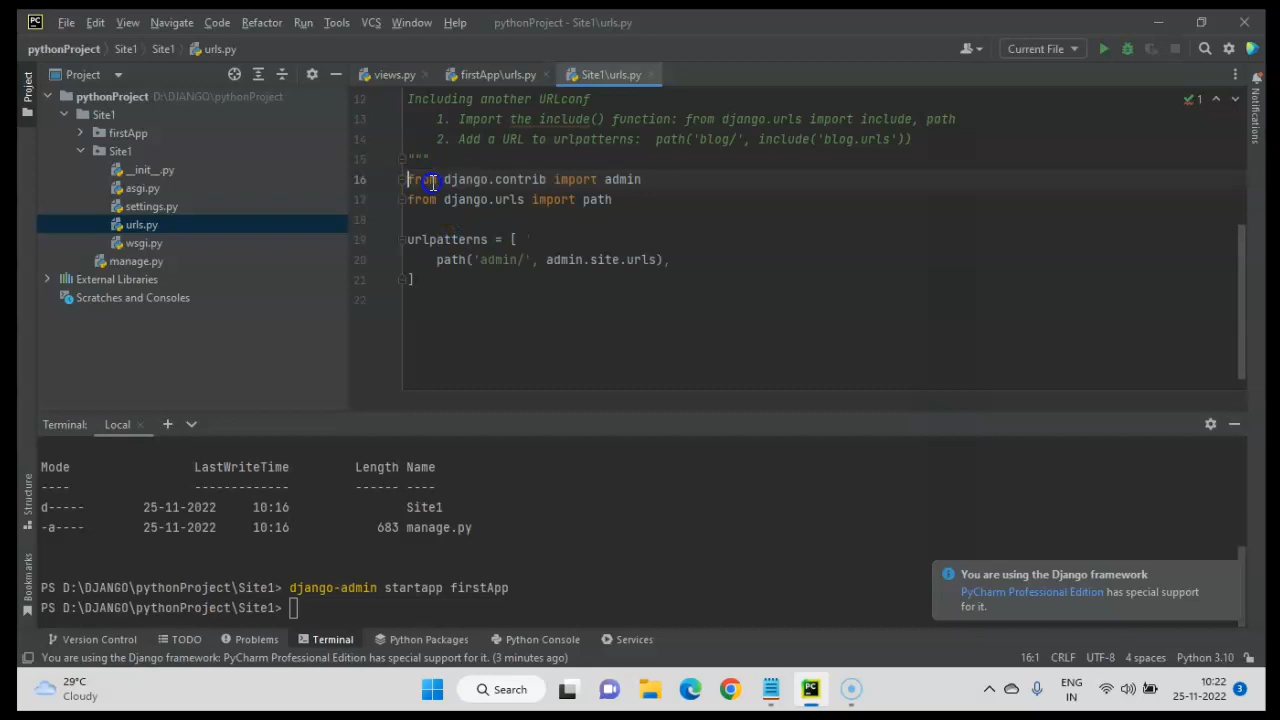 PC File Edit View Navigate Code Refactor Run Tools VCS Window Help pythonProject - Site1\urls.py
pythonProject Site1 Site1 urls.py Current File
Project views.py firstApp\urls.py Site1\urls.py
Project
Notifications
pythonProject D:\DJANGO\pythonProject
Site1
firstApp
Site1
__init__.py
asgi.py
settings.py
urls.py
wsgi.py
manage.py
External Libraries
Scratches and Consoles
12 Including another URLconf
13 1. Import the include() function: from django.urls import include, path
14 2. Add a URL to urlpatterns: path('blog/', include('blog.urls'))
15 """
16 from django.contrib import admin
17 from django.urls import path
18
19 urlpatterns = [
20 path('admin/', admin.site.urls),
21 ]
22
1
Terminal: Local
Mode LastWriteTime Length Name
---- ------------- ------ ----
d----- 25-11-2022 10:16 Site1
-a---- 25-11-2022 10:16 683 manage.py
PS D:\DJANGO\pythonProject\Site1> django-admin startapp firstApp
PS D:\DJANGO\pythonProject\Site1>
Structure
Bookmarks
You are using the Django framework
PyCharm Professional Edition has special support
for it.
Version Control TODO Problems Terminal Python Packages Python Console Services
You are using the Django framework: PyCharm Professional Edition has special support for it. (3 minutes ago) 16:1 CRLF UTF-8 4 spaces Python 3.10
29°C
Cloudy
Search
ENG
IN
10:22
25-11-2022
3